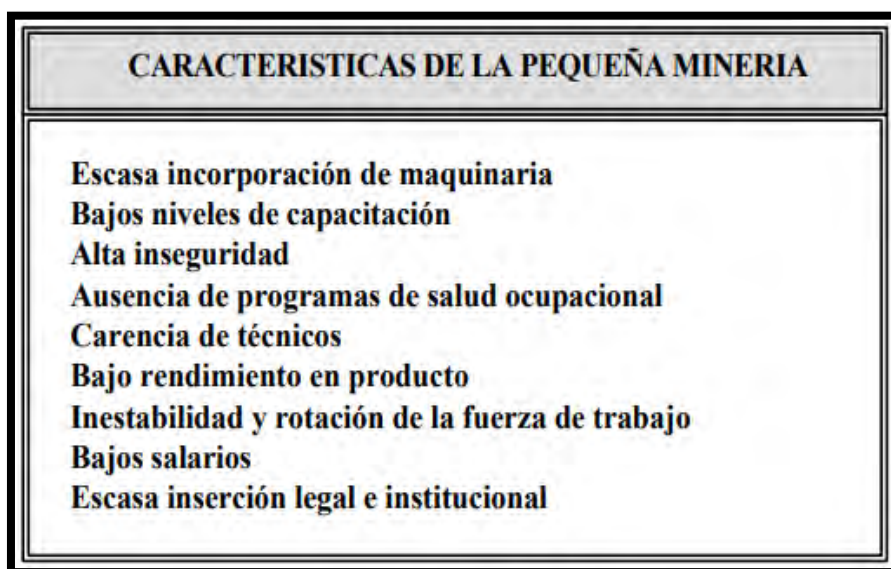 CARACTERISTICAS DE LA PEQUEÑA MINERIA
Escasa incorporación de maquinaria
Bajos niveles de capacitación
Alta inseguridad
Ausencia de programas de salud ocupacional
Carencia de técnicos
Bajo rendimiento en producto
Inestabilidad y rotación de la fuerza de trabajo
Bajos salarios
Escasa inserción legal e institucional